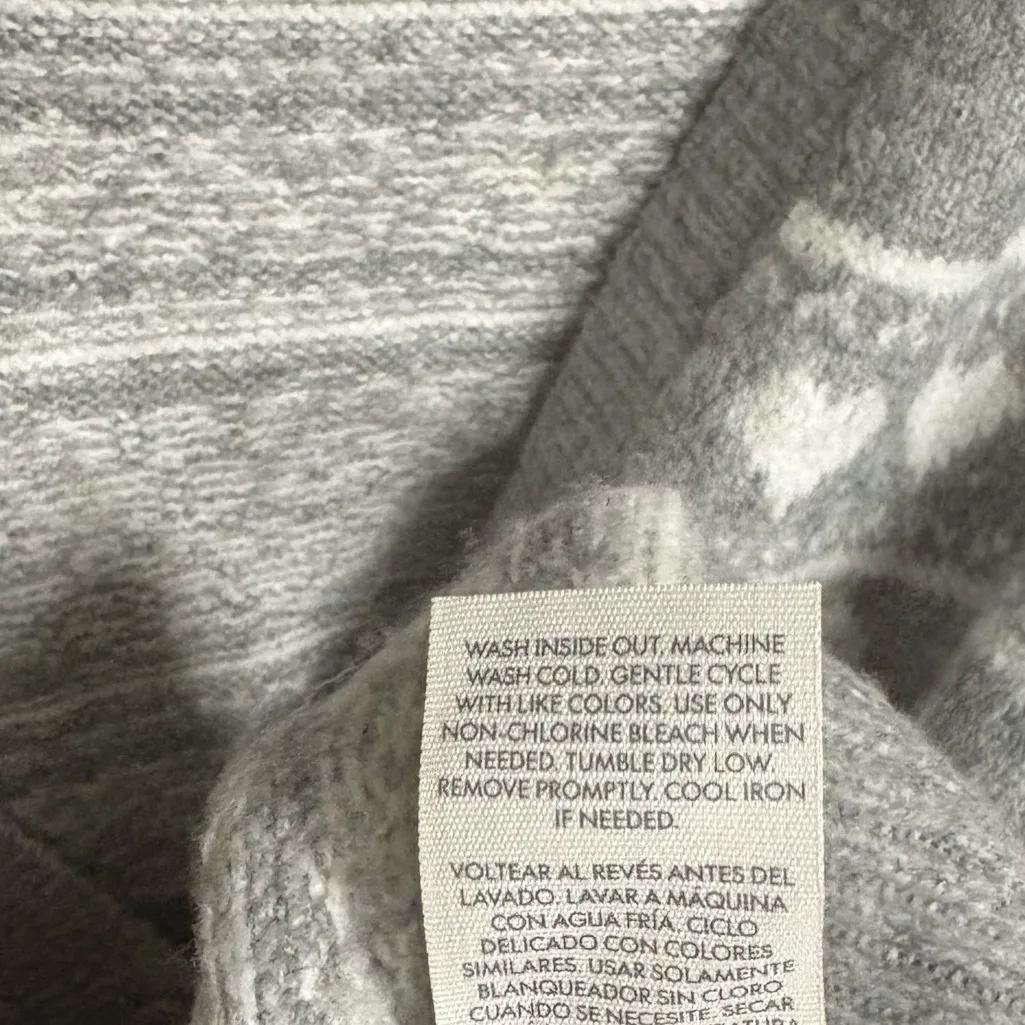 WASH INSIDE OUT, MACHINE
WASH COLD, GENTLE CYCLE
WITH LIKE COLORS. USE ONLY
NON-CHLORINE BLEACH WHEN
NEEDED. TUMBLE DRY LOW.
REMOVE PROMPTLY. COOL IRON
IF NEEDED.
VOLTEAR AL REVÉS ANTES DEL
LAVADO. LAVAR A MÁQUINA
CON AGUA FRÍA. CICLO
DELICADO CON COLORES
SIMILARES. USAR SOLAMENTE
BLANQUEADOR SIN CLORO
CUANDO SE NECESITE. SECAR